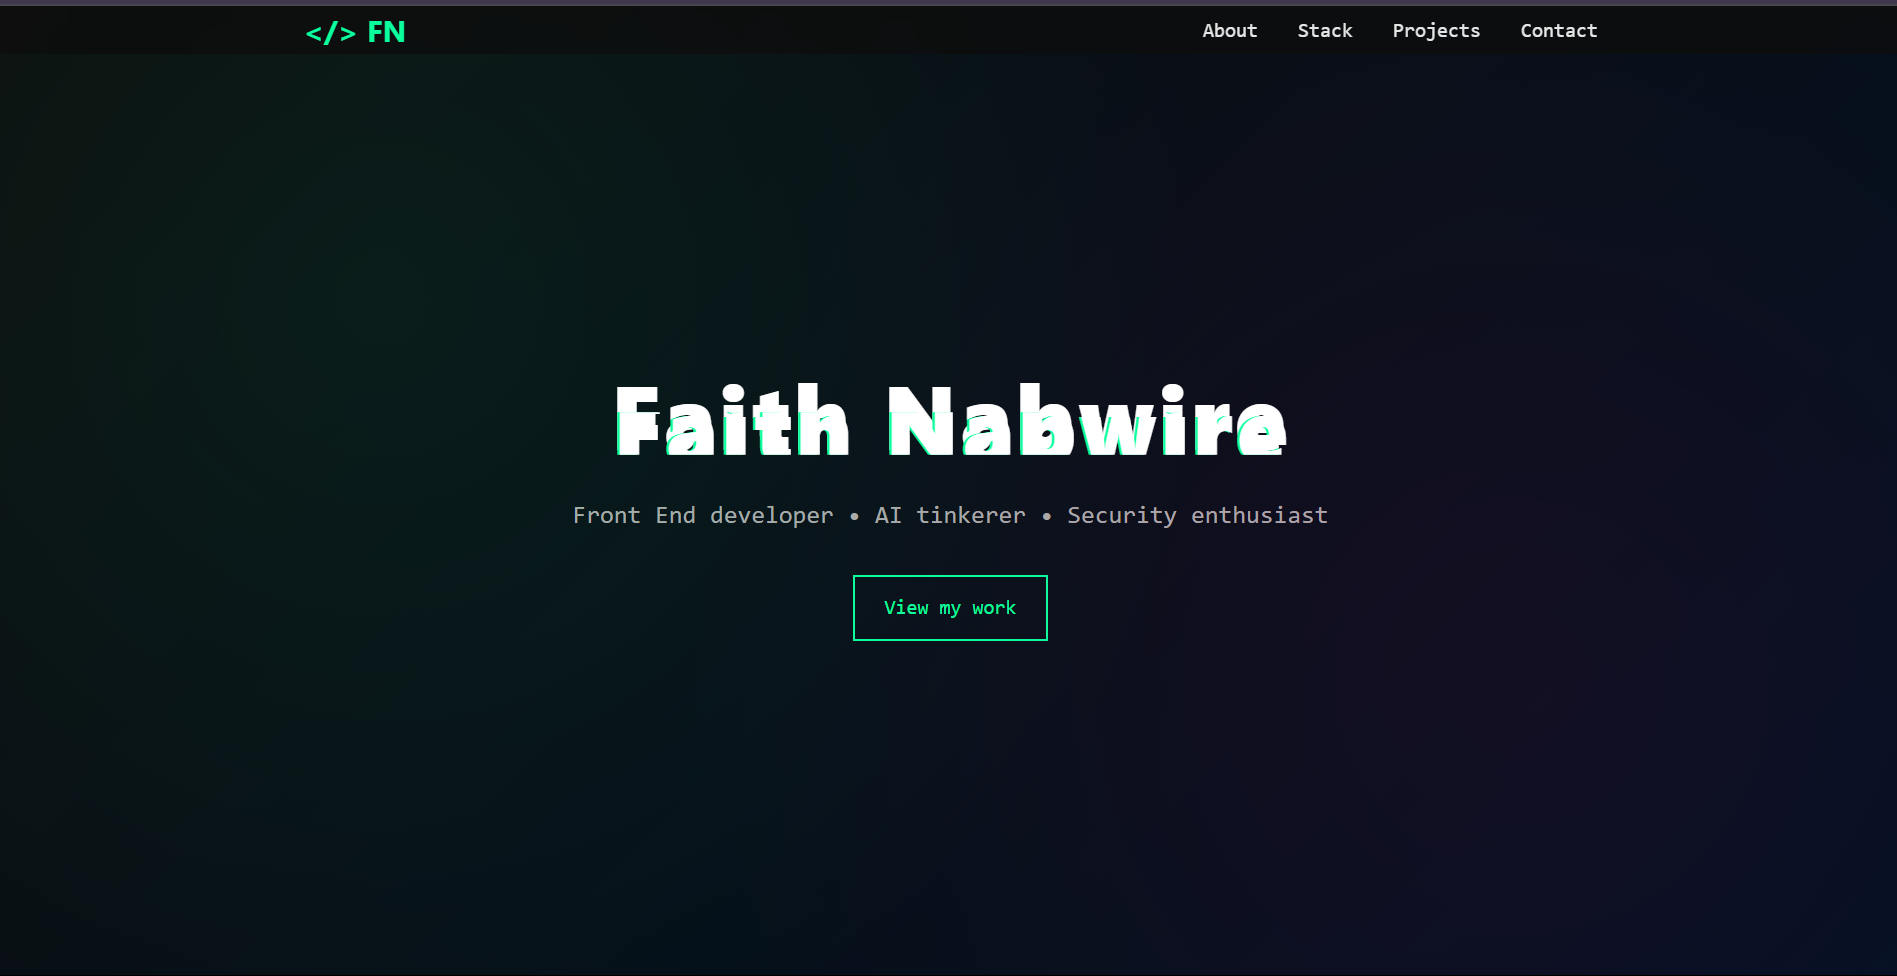 </> FN
About Stack Projects Contact
Faith Nabwire
Front End developer • AI tinkerer • Security enthusiast
View my work